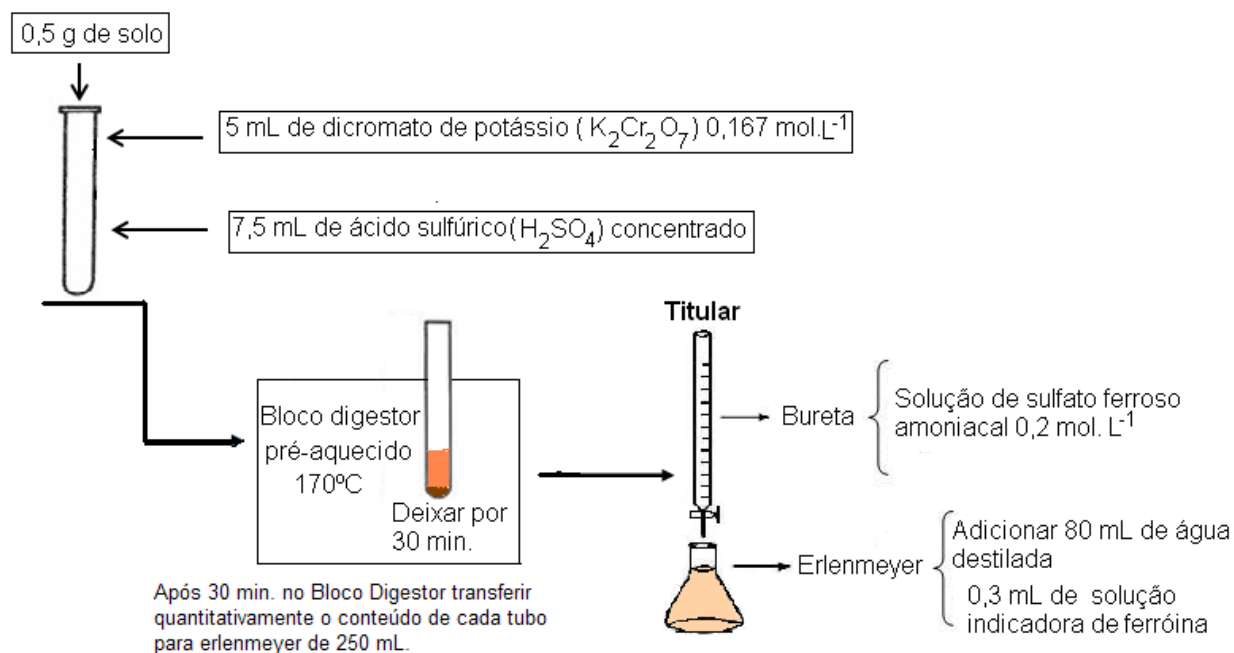 0,5 g de solo
5 mL de dicromato de potássio ( K₂Cr₂O₇) 0,167 mol.L⁻¹
7,5 mL de ácido sulfúrico(H₂SO₄) concentrado
Bloco digestor
pré-aquecido
170ºC
Deixar por
30 min.
Após 30 min. no Bloco Digestor transferir
quantitativamente o conteúdo de cada tubo
para erlenmeyer de 250 mL.
Titular
Bureta
Solução de sulfato ferroso
amoniacal 0,2 mol. L⁻¹
Erlenmeyer
Adicionar 80 mL de água
destilada
0,3 mL de solução
indicadora de ferróina